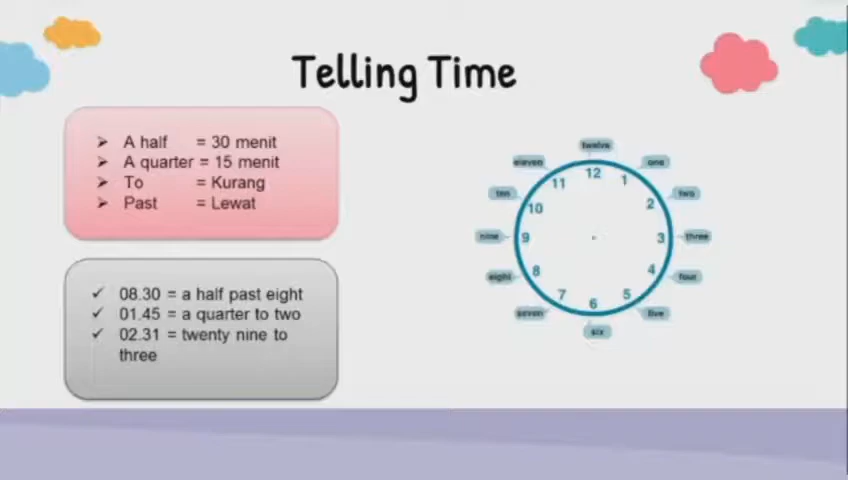 Telling Time
➤ A half = 30 menit
➤ A quarter = 15 menit
➤ To = Kurang
➤ Past = Lewat
✓ 08.30 = a half past eight
✓ 01.45 = a quarter to two
✓ 02.31 = twenty nine to
three
twelve
eleven
one
12
11
1
ten
two
10
2
nine
9
3
three
eight
8
4
four
7
5
seven
6
five
six